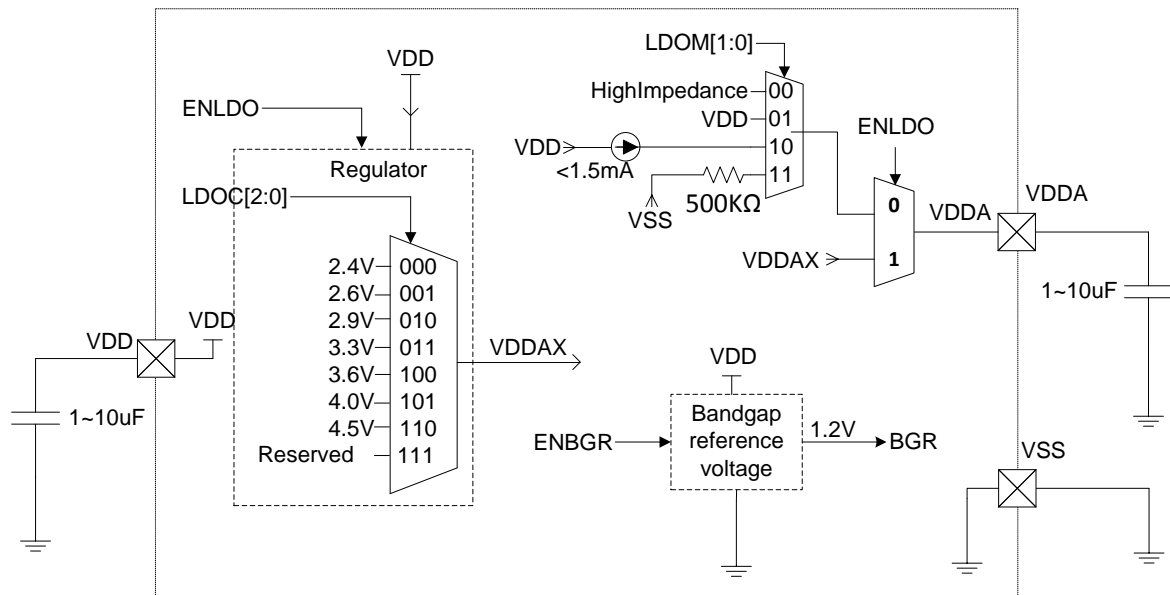 LDOM[1:0]
VDD
HighImpedance
00
ENLDO
VDD
01
ENLDO
VDD
10
<1.5mA
11
Regulator
500KΩ
VSS
LDOC[2:0]
0
VDDA
VDDA
VDDAX
1
2.4V
000
2.6V
001
1~10uF
2.9V
010
VDD
VDD
3.3V
011
VDDAX
VDD
3.6V
100
4.0V
101
1~10uF
4.5V
110
Bandgap
reference
voltage
1.2V
ENBGR
BGR
Reserved
111
VSS